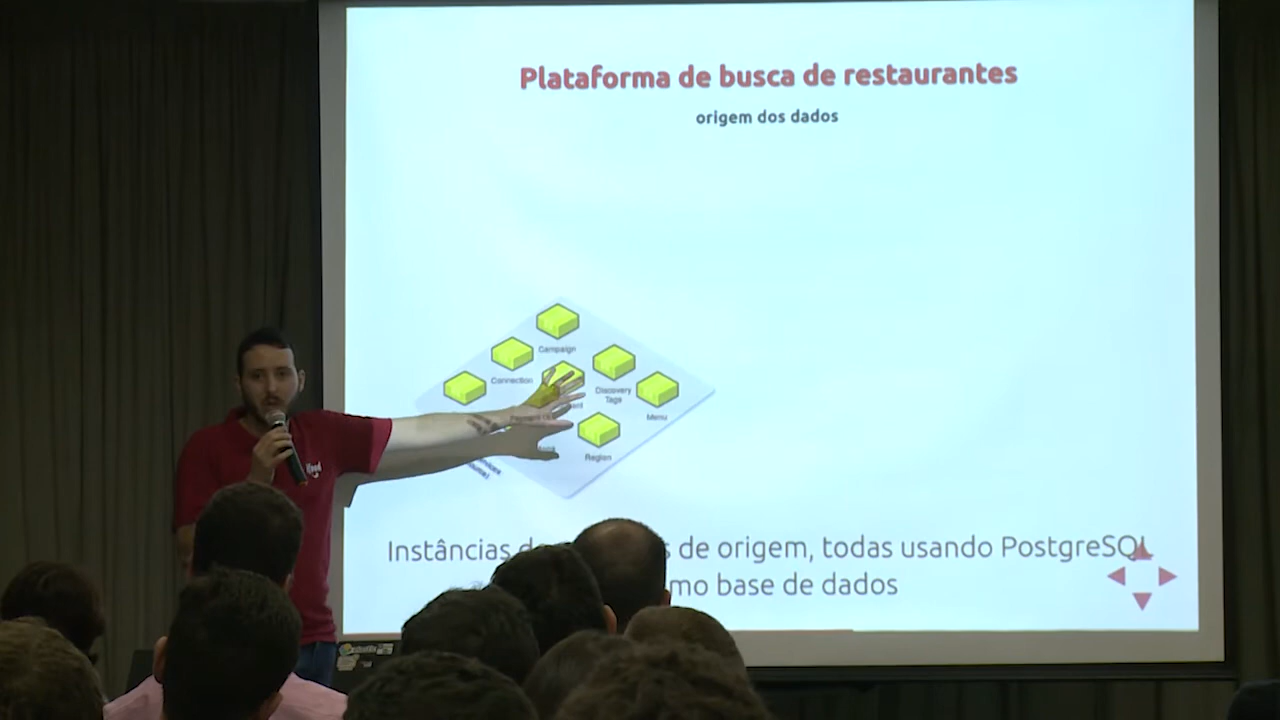 Plataforma de busca de restaurantes
origem dos dados
Campaign
Connection
Discovery
Tags
Menu
Region
ifood
Instâncias de origem, todas usando PostgreSQL
base de dados